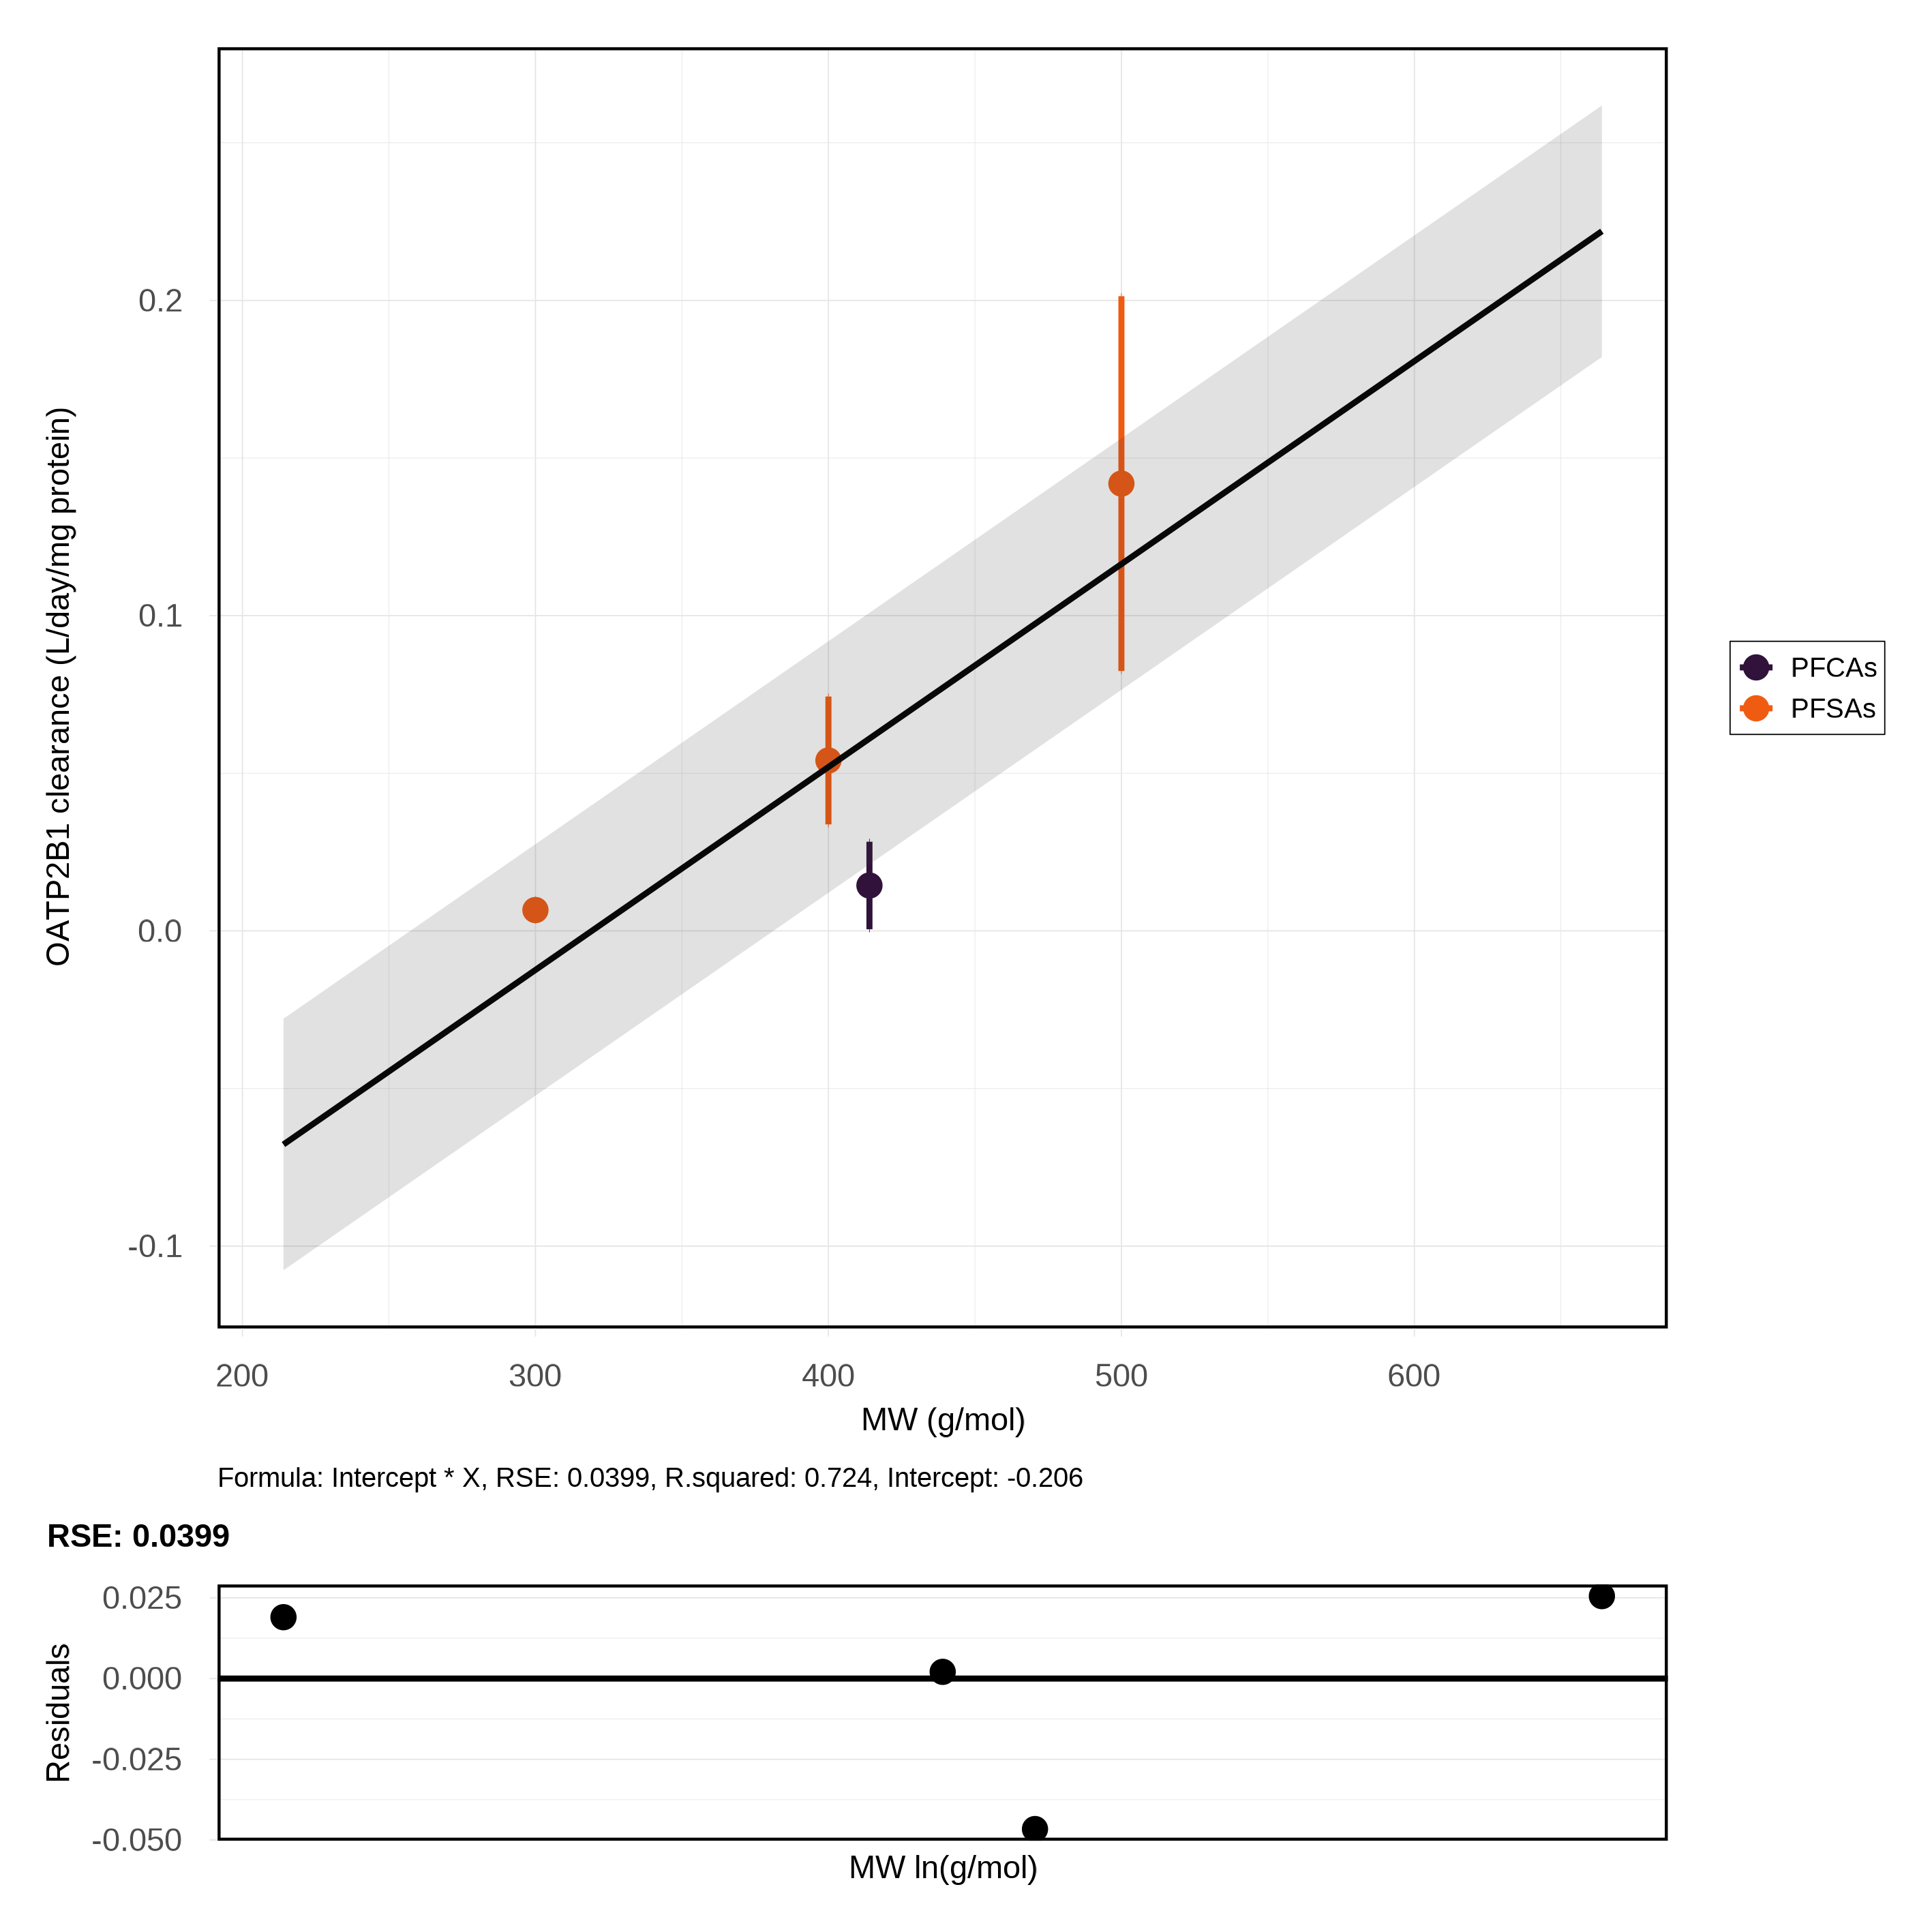 OATP2B1 clearance (L/day/mg protein)
0.2
0.1
0.0
-0.1
200 300 400 500 600
MW (g/mol)
PFCAs
PFSAs
Formula: Intercept * X, RSE: 0.0399, R.squared: 0.724, Intercept: -0.206
RSE: 0.0399
Residuals
0.025
0.000
-0.025
-0.050
MW ln(g/mol)